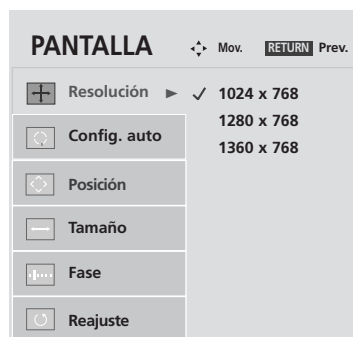 PANTALLA Mov. RETURN Prev.
Resolución ► ✓ 1024 x 768
1280 x 768
Config. auto
1360 x 768
Posición
Tamaño
Fase
Reajuste